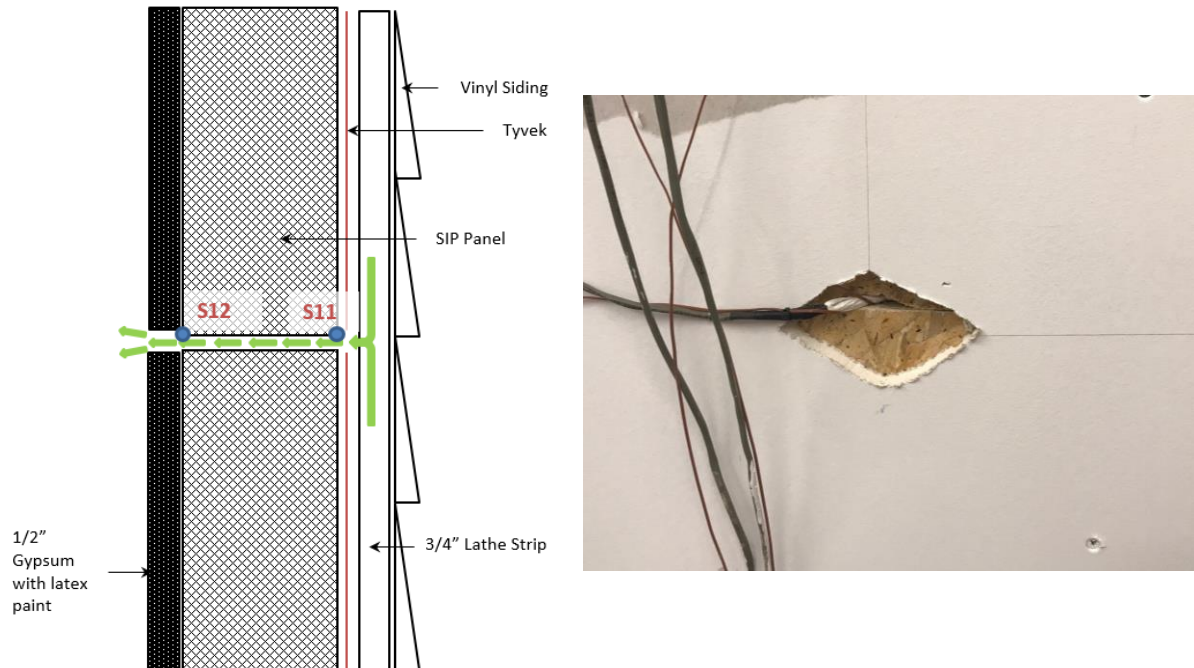 Vinyl Siding
Tyvek
SIP Panel
S12
S11
3/4” Lathe Strip
1/2”
Gypsum
with latex
paint